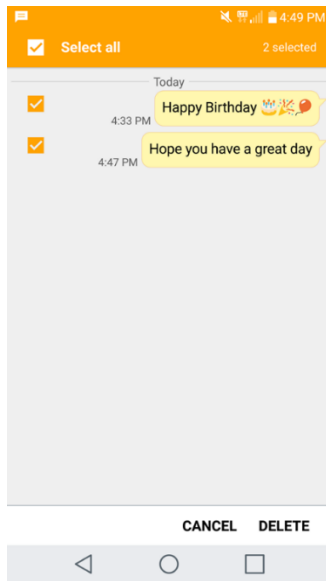 4:49 PM
Select all
2 selected
Today
Happy Birthday 🎂🎉🎈
4:33 PM
Hope you have a great day
4:47 PM
CANCEL DELETE